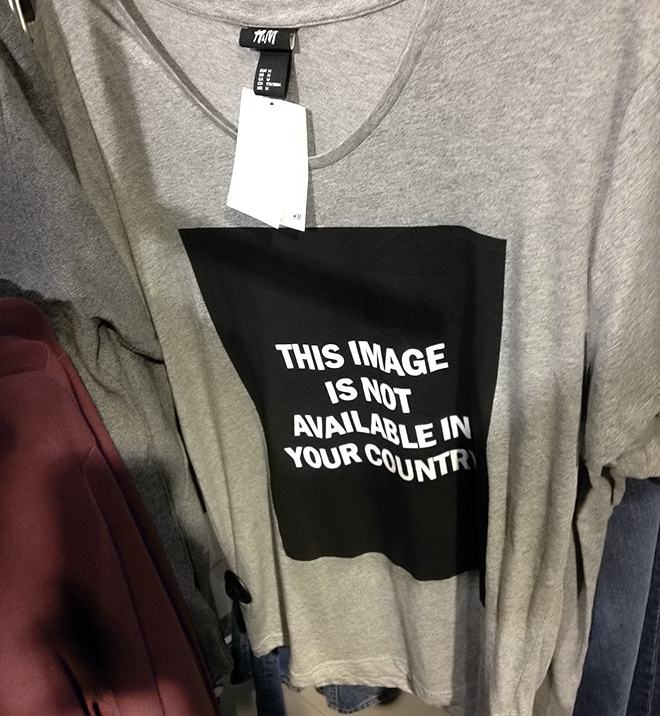 H&M
THIS IMAGE
IS NOT
AVAILABLE IN
YOUR COUNTRY